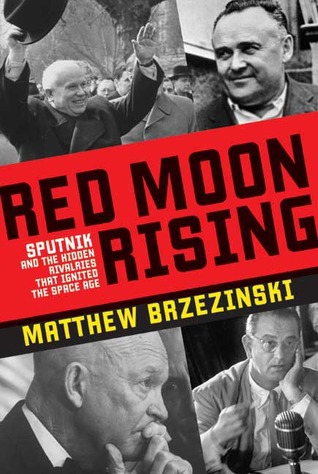 RED MOON
RISING
SPUTNIK
AND THE HIDDEN
RIVALRIES
THAT IGNITED
THE SPACE AGE
MATTHEW BRZEZINSKI